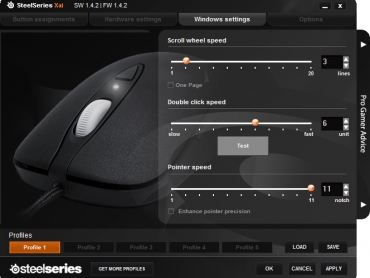 SteelSeries Xai SW 1.4.2 | FW 1.4.2
Button assignments Hardware settings Windows settings Options
Scroll wheel speed
3
1 20 lines
One Page
Double click speed
6
slow fast unit
Test
Pointer speed
11
1 11 notch
Enhance pointer precision
Pro Gamer Advice
Profiles
Profile 1 Profile 2 Profile 3 Profile 4 Profile 5 LOAD SAVE
steelseries GET MORE PROFILES OK CANCEL APPLY